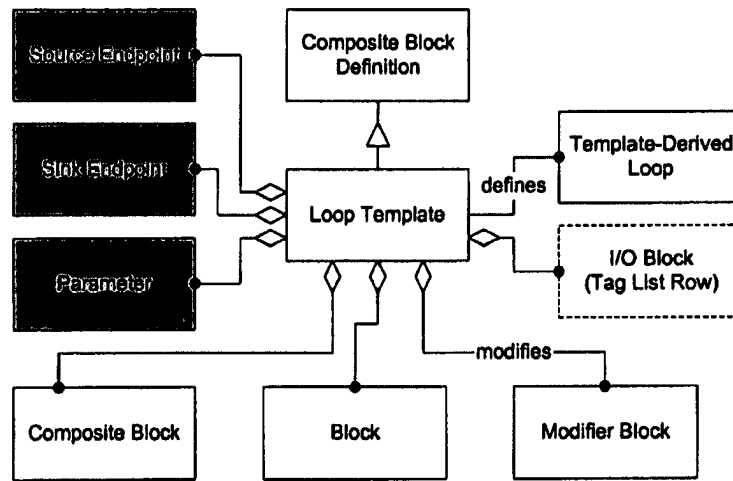 Source Endpoint
Composite Block
Definition
Sink Endpoint
Template-Derived
Loop
defines
Loop Template
Parameter
I/O Block
(Tag List Row)
modifies
Composite Block
Block
Modifier Block